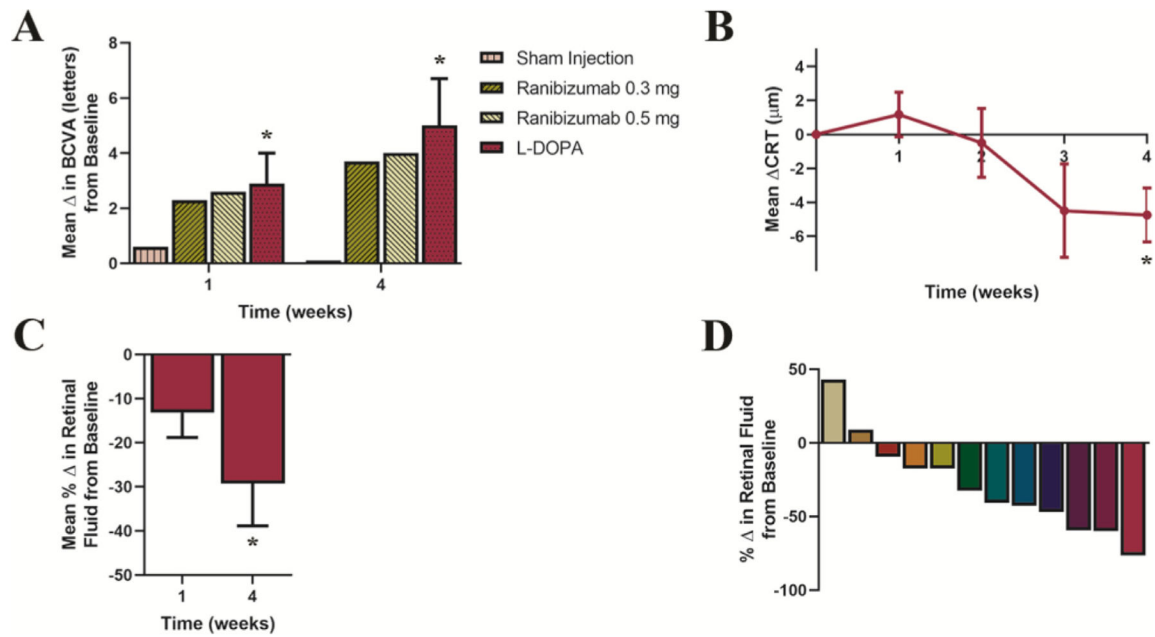 A
Mean Δ in BCVA (letters)
from Baseline
8
6
4
2
0
*
*
1
4
Time (weeks)
Sham Injection
Ranibizumab 0.3 mg
Ranibizumab 0.5 mg
L-DOPA
B
Mean ΔCRT (μm)
4
2
0
-2
-4
-6
1
2
3
4
*
Time (weeks)
C
Mean % Δ in Retinal
Fluid from Baseline
0
-10
-20
-30
-40
-50
*
1
4
Time (weeks)
D
% Δ in Retinal Fluid
from Baseline
50
0
-50
-100